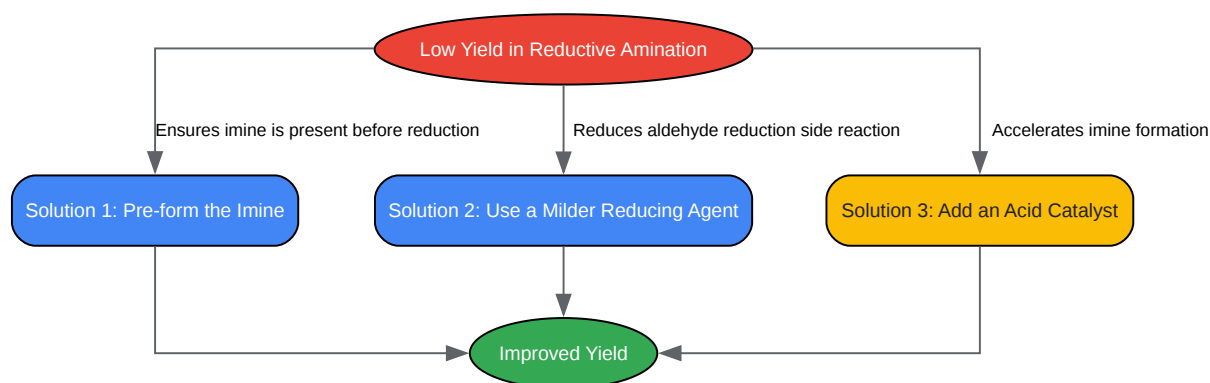 Low Yield in Reductive Amination
Ensures imine is present before reduction
Reduces aldehyde reduction side reaction
Accelerates imine formation
Solution 1: Pre-form the Imine
Solution 2: Use a Milder Reducing Agent
Solution 3: Add an Acid Catalyst
Improved Yield